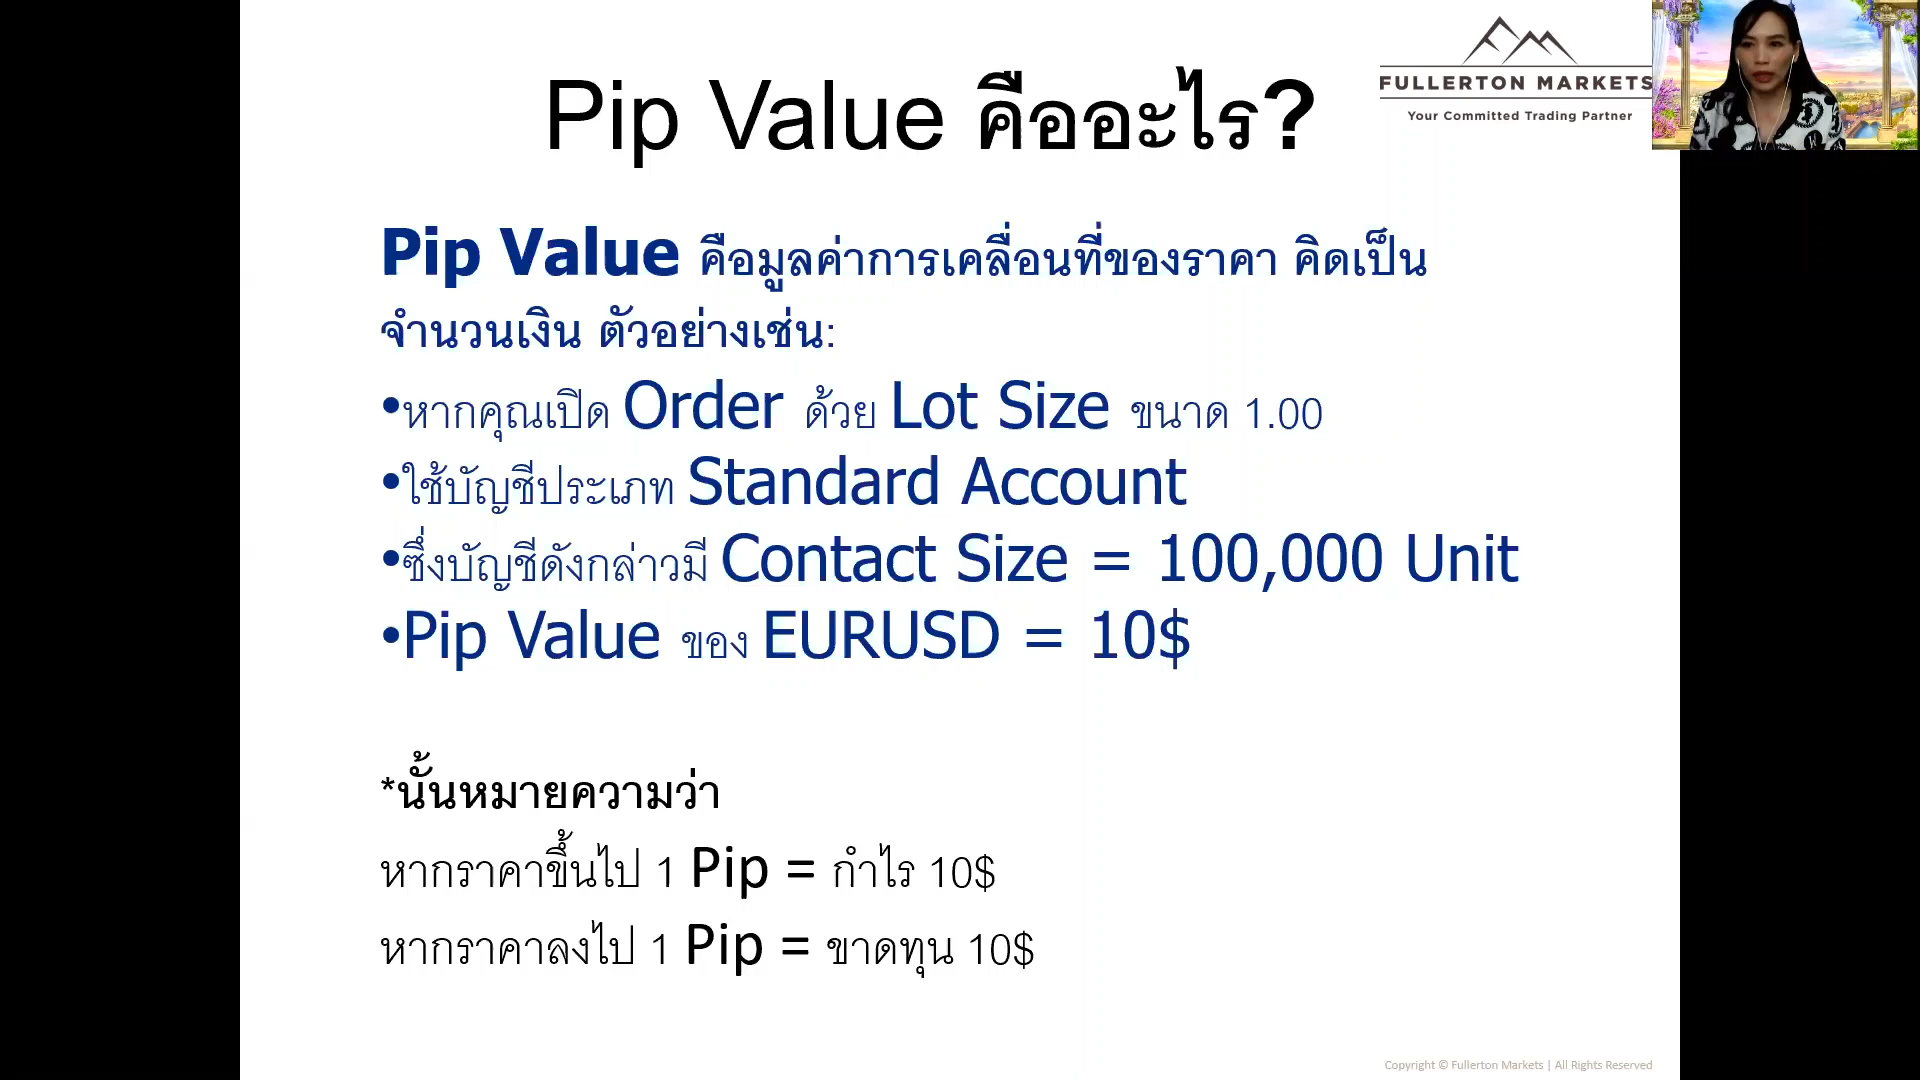 Pip Value คืออะไร?
FULLERTON MARKETS
Your Committed Trading Partner
Pip Value คือมูลค่าการเคลื่อนที่ของราคา คิดเป็น
จำนวนเงิน ตัวอย่างเช่น:
•หากคุณเปิด Order ด้วย Lot Size ขนาด 1.00
•ใช้บัญชีประเภท Standard Account
•ซึ่งบัญชีดังกล่าวมี Contact Size = 100,000 Unit
•Pip Value ของ EURUSD = 10$
*นั้นหมายความว่า
หากราคาขึ้นไป 1 Pip = กำไร 10$
หากราคาลงไป 1 Pip = ขาดทุน 10$
Copyright © Fullerton Markets | All Rights Reserved